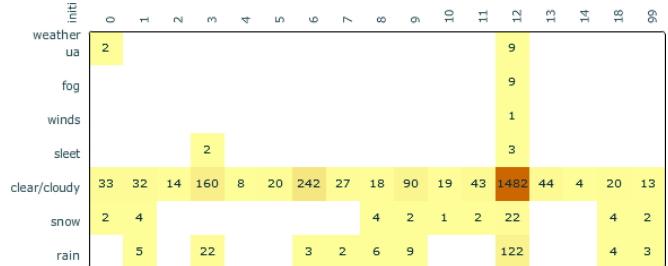 initi 0 1 2 3 4 5 6 7 8 9 10 11 12 13 14 18 99
weather
ua 2 9
fog 9
winds 1
sleet 2 3
clear/cloudy 33 32 14 160 8 20 242 27 18 90 19 43 1482 44 4 20 13
snow 2 4 4 2 1 2 22 4 2
rain 5 22 3 2 6 9 122 4 3